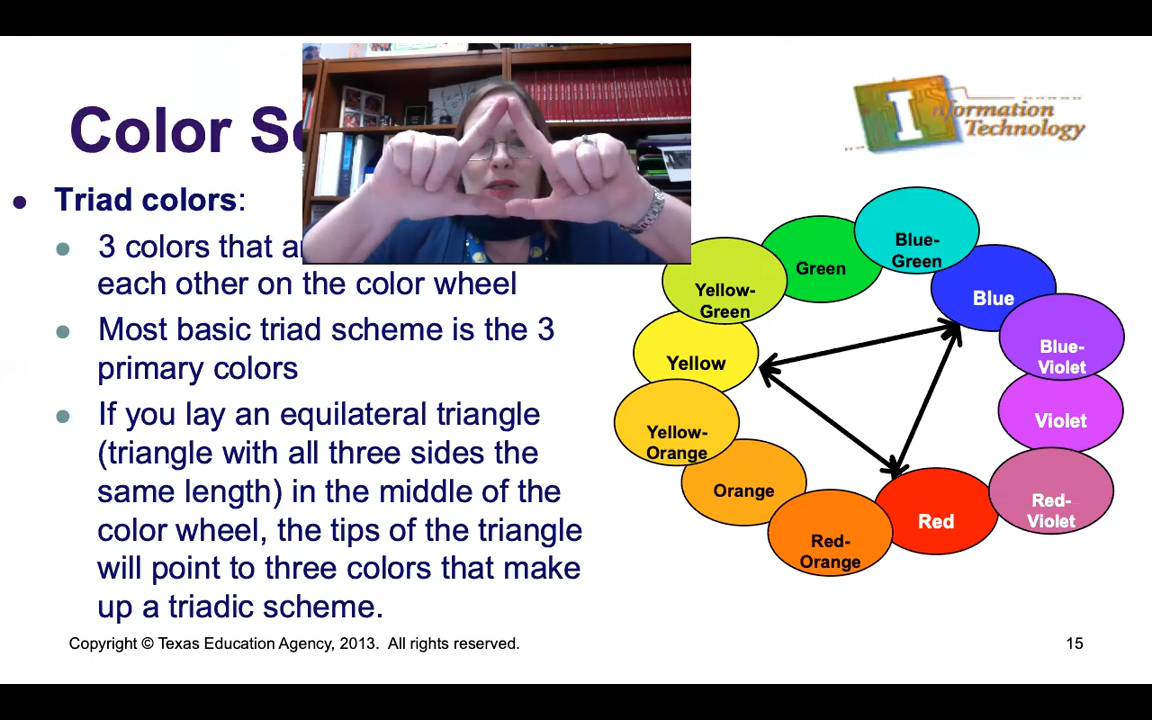 Color S
Information
Technology
Triad colors:
3 colors that
each other on the color wheel
Most basic triad scheme is the 3
primary colors
If you lay an equilateral triangle
(triangle with all three sides the
same length) in the middle of the
color wheel, the tips of the triangle
will point to three colors that make
up a triadic scheme.
Blue-
Green
Green
Yellow-
Green
Blue
Blue-
Violet
Yellow
Violet
Yellow-
Orange
Orange
Red-
Violet
Red
Red-
Orange
Copyright © Texas Education Agency, 2013. All rights reserved.
15